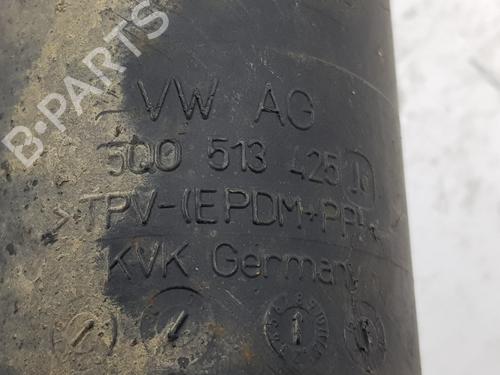 B-PARTS
VW AG
5Q0 513 425
>TPV-(EPDM+PP)<
KVK Germany